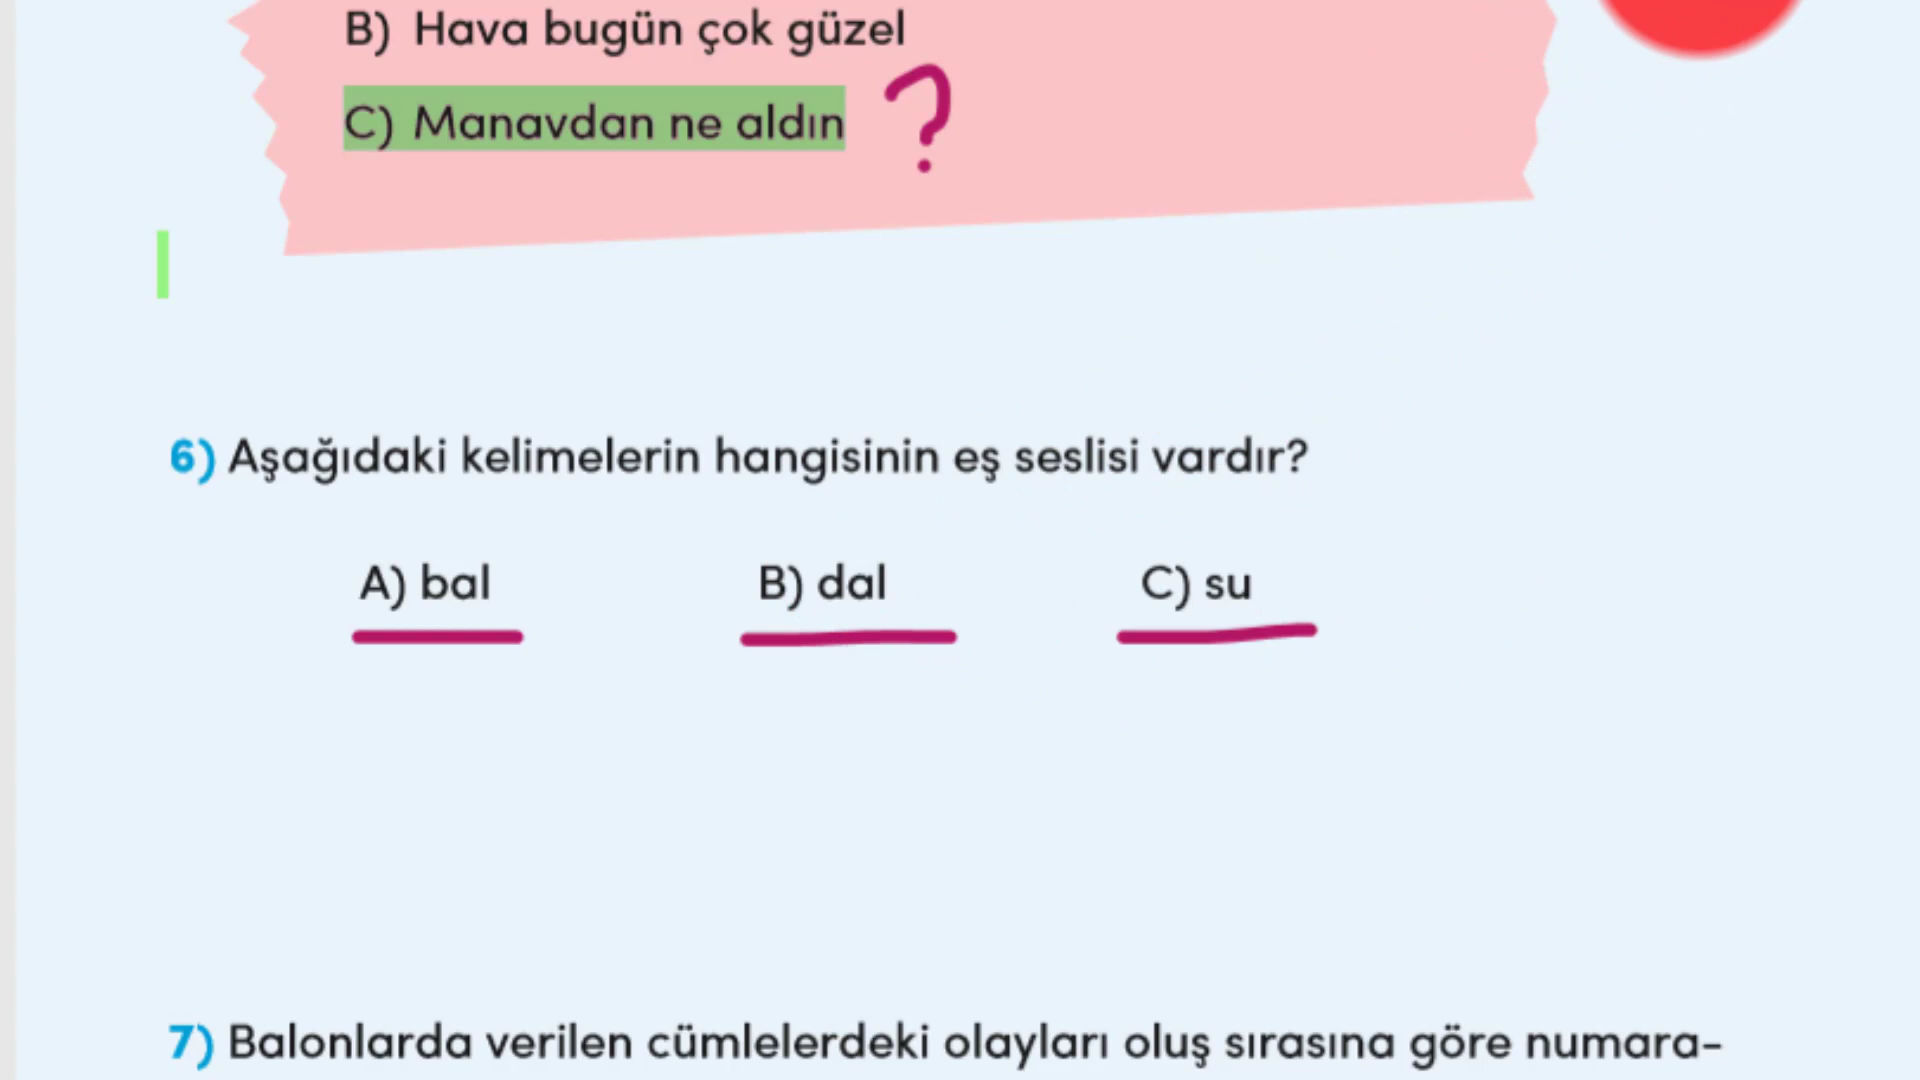 B) Hava bugün çok güzel
C) Manavdan ne aldın ?
6) Aşağıdaki kelimelerin hangisinin eş seslisi vardır?
A) bal B) dal C) su
7) Balonlarda verilen cümlelerdeki olayları oluş sırasına göre numara-